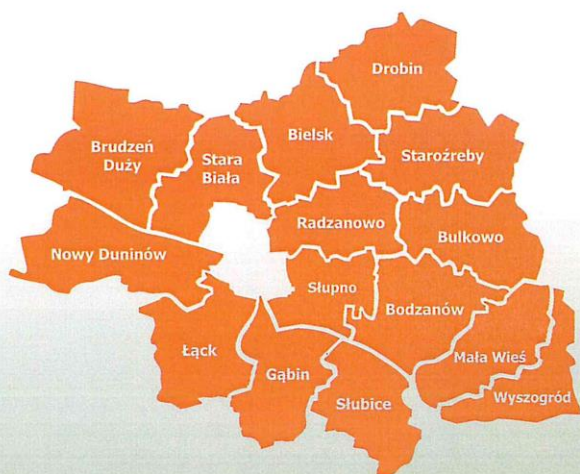 Drobin
Bielsk
Brudzeń
Duży
Stara
Biała
Staroźreby
Radzanowo
Bulkowo
Nowy Duninów
Słupno
Bodzanów
Łąck
Gąbin
Mała Wieś
Wyszogród
Słubice